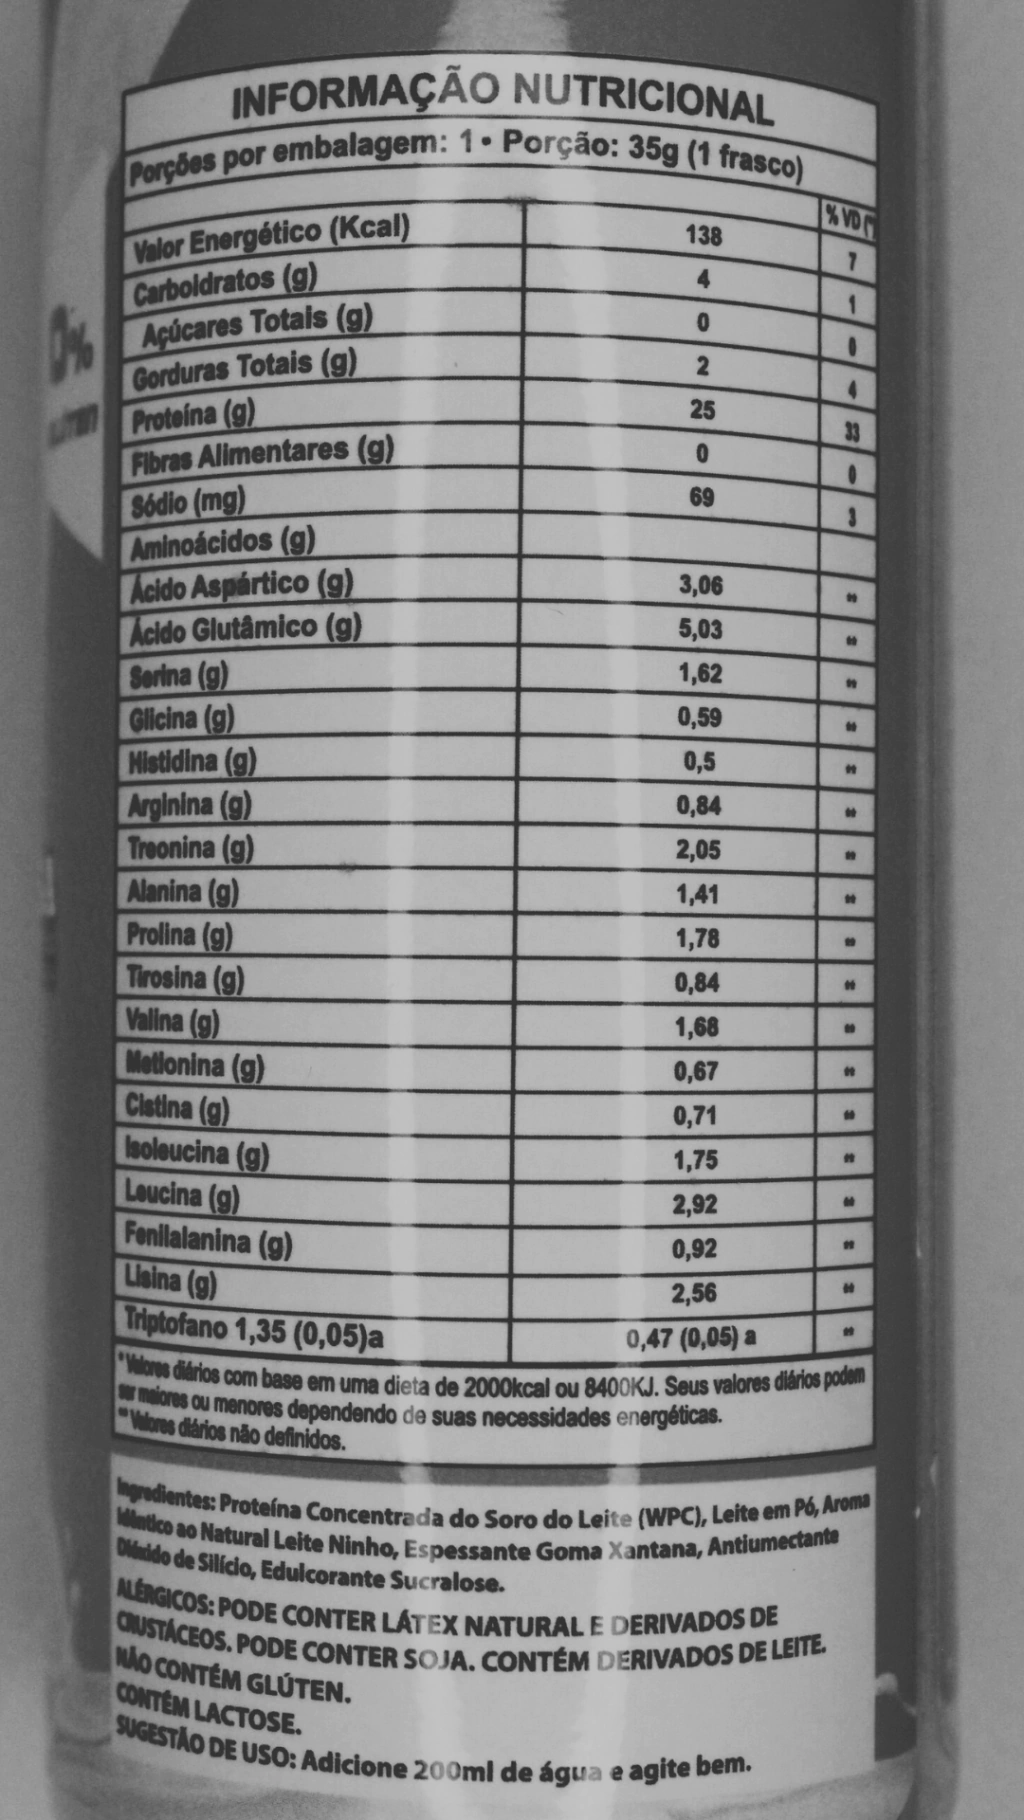 INFORMAÇÃO NUTRICIONAL
Porções por embalagem: 1 • Porção: 35g (1 frasco)
% VD (*
Valor Energético (Kcal) 138 7
Carboidratos (g) 4 1
Açúcares Totais (g) 0 0
Gorduras Totais (g) 2 4
Proteína (g) 25 33
Fibras Alimentares (g) 0 0
Sódio (mg) 69 3
Aminoácidos (g)
Ácido Aspártico (g) 3,06 **
Ácido Glutâmico (g) 5,03 **
Serina (g) 1,62 **
Glicina (g) 0,59 **
Histidina (g) 0,5 **
Arginina (g) 0,84 **
Treonina (g) 2,05 **
Alanina (g) 1,41 **
Prolina (g) 1,78 **
Tirosina (g) 0,84 **
Valina (g) 1,68 **
Metionina (g) 0,67 **
Cistina (g) 0,71 **
Isoleucina (g) 1,75 **
Leucina (g) 2,92 **
Fenilalanina (g) 0,92 **
Lisina (g) 2,56 **
Triptofano 1,35 (0,05)a 0,47 (0,05) a **
*Valores diários com base em uma dieta de 2000kcal ou 8400KJ. Seus valores diários podem
ser maiores ou menores dependendo de suas necessidades energéticas.
**Valores diários não definidos.
Ingredientes: Proteína Concentrada do Soro do Leite (WPC), Leite em Pó, Aroma
Idêntico ao Natural Leite Ninho, Espessante Goma Xantana, Antiumectante
Dióxido de Silício, Edulcorante Sucralose.
ALÉRGICOS: PODE CONTER LÁTEX NATURAL E DERIVADOS DE
CRUSTÁCEOS. PODE CONTER SOJA. CONTÉM DERIVADOS DE LEITE.
NÃO CONTÉM GLÚTEN.
CONTÉM LACTOSE.
SUGESTÃO DE USO: Adicione 200ml de água e agite bem.
0%